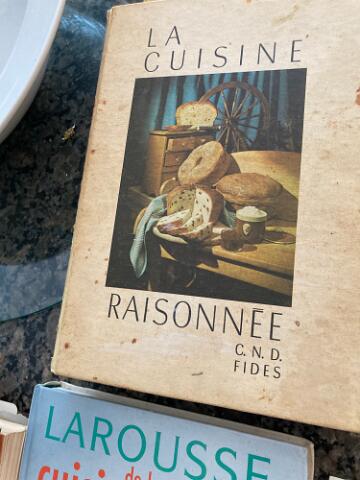 LA
CUISINE
RAISONNÉE
C.N.D.
FIDES
LAROUSSE